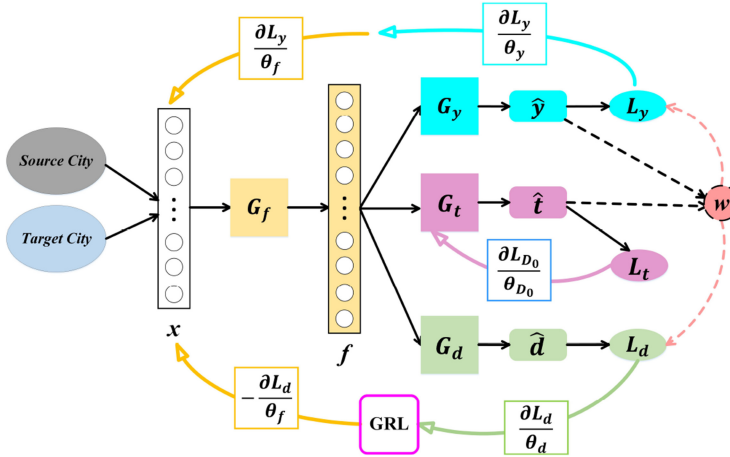 ∂L_y
θ_f
∂L_y
θ_y
G_y
ŷ
L_y
Source City
Target City
G_f
G_t
t̂
w
∂L_{D_0}
θ_{D_0}
L_t
x
f
G_d
d̂
L_d
−∂L_d
θ_f
GRL
∂L_d
θ_d